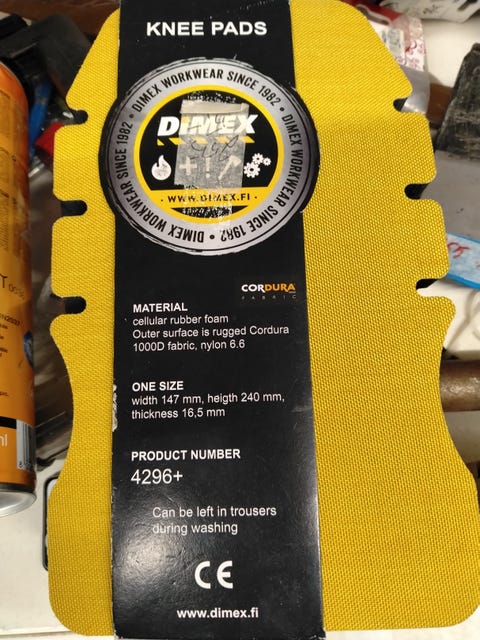 KNEE PADS
DIMEX WORKWEAR SINCE 1982 • DIMEX WORKWEAR SINCE 1982 • DIMEX WORKWEAR SINCE 1982 •
DIMEX
• WWW.DIMEX.FI •
CORDURA
FABRIC
MATERIAL
cellular rubber foam
Outer surface is rugged Cordura
1000D fabric, nylon 6.6
ONE SIZE
width 147 mm, heigth 240 mm,
thickness 16,5 mm
PRODUCT NUMBER
4296+
Can be left in trousers
during washing
CE
www.dimex.fi